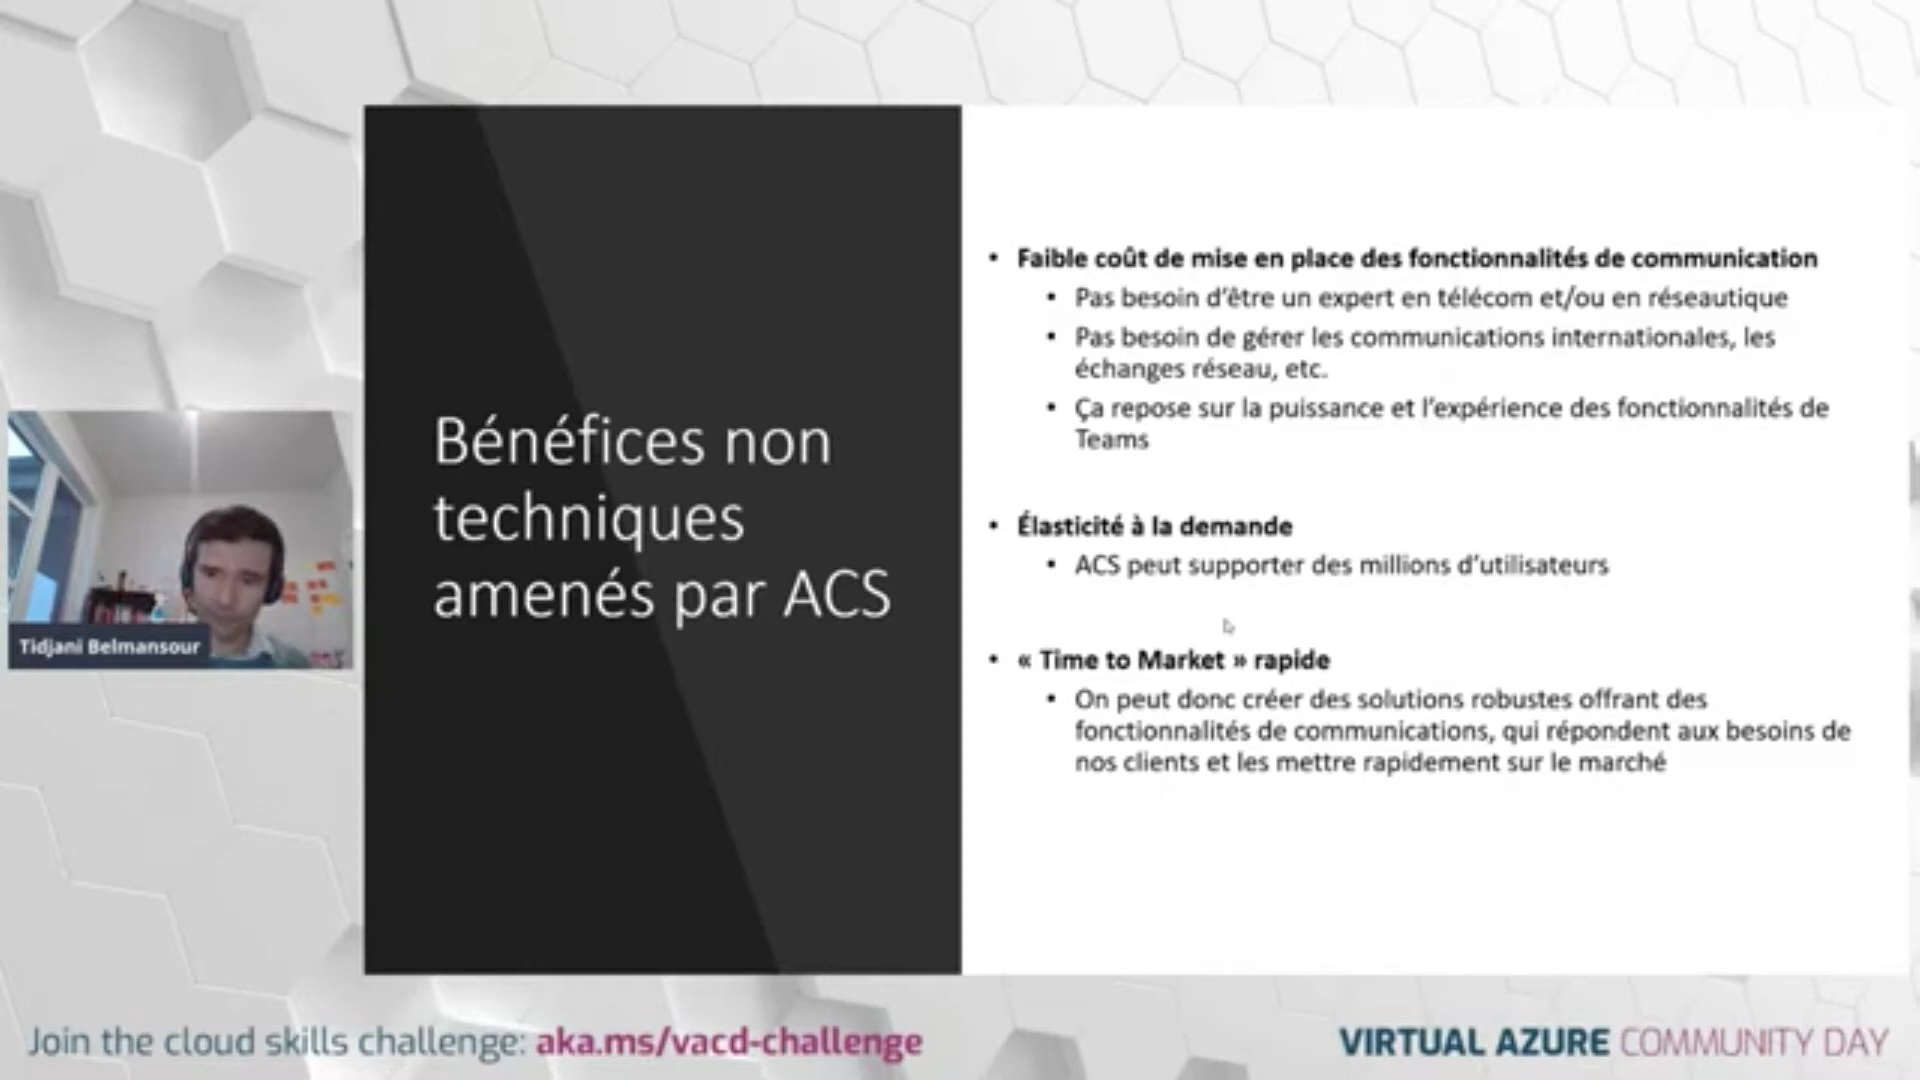 Bénéfices non
techniques
amenés par ACS
• Faible coût de mise en place des fonctionnalités de communication
• Pas besoin d'être un expert en télécom et/ou en réseautique
• Pas besoin de gérer les communications internationales, les
échanges réseau, etc.
• Ça repose sur la puissance et l'expérience des fonctionnalités de
Teams
• Élasticité à la demande
• ACS peut supporter des millions d'utilisateurs
• « Time to Market » rapide
• On peut donc créer des solutions robustes offrant des
fonctionnalités de communications, qui répondent aux besoins de
nos clients et les mettre rapidement sur le marché
Tidjani Belmansour
Join the cloud skills challenge: aka.ms/vacd-challenge
VIRTUAL AZURE COMMUNITY DAY